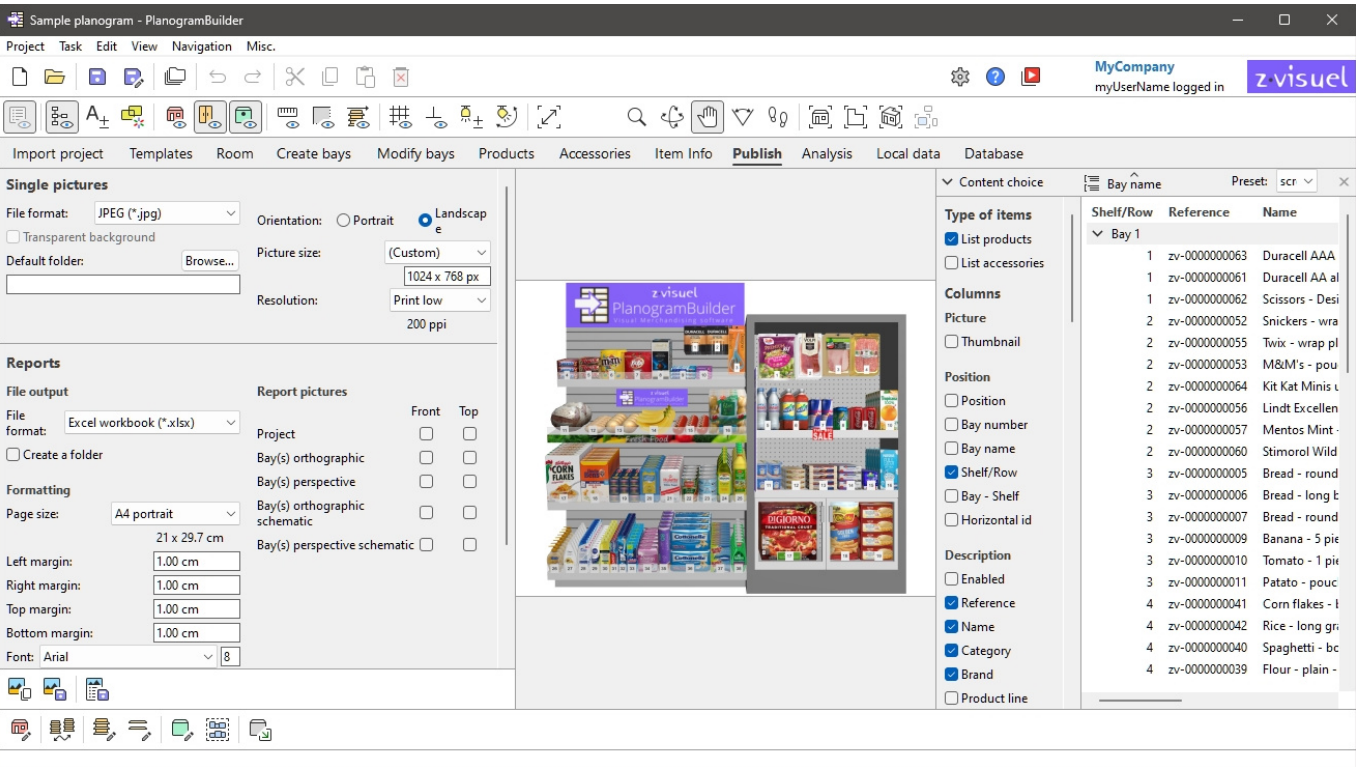 Sample planogram - PlanogramBuilder
Project Task Edit View Navigation Misc.
MyCompany
myUserName logged in
z·visuel
Import project Templates Room Create bays Modify bays Products Accessories Item Info Publish Analysis Local data Database
Single pictures
File format: JPEG (*.jpg)
Transparent background
Default folder: Browse...
Orientation: Portrait Landscap
e
Picture size: (Custom)
1024 x 768 px
Resolution: Print low
200 ppi
Reports
File output
File
format: Excel workbook (*.xlsx)
Create a folder
Formatting
Page size: A4 portrait
21 x 29.7 cm
Left margin: 1.00 cm
Right margin: 1.00 cm
Top margin: 1.00 cm
Bottom margin: 1.00 cm
Font: Arial 8
Report pictures
Front Top
Project
Bay(s) orthographic
Bay(s) perspective
Bay(s) orthographic
schematic
Bay(s) perspective schematic
z·visuel
PlanogramBuilder
Visual Merchandising software
DURACELL DURACELL
m&m
PlanogramBuilder
SALE
CORN
FLAKES
DIGIORNO
TRADITIONAL CRUST
Cottonelle
Content choice
Type of items
List products
List accessories
Columns
Picture
Thumbnail
Position
Position
Bay number
Bay name
Shelf/Row
Bay - Shelf
Horizontal id
Description
Enabled
Reference
Name
Category
Brand
Product line
Bay name Preset: scr
Shelf/Row Reference Name
Bay 1
1 zv-0000000063 Duracell AAA
1 zv-0000000061 Duracell AA al
1 zv-0000000062 Scissors - Desi
2 zv-0000000052 Snickers - wra
2 zv-0000000055 Twix - wrap pl
2 zv-0000000053 M&M's - pou
2 zv-0000000064 Kit Kat Minis u
2 zv-0000000056 Lindt Excellen
2 zv-0000000057 Mentos Mint -
2 zv-0000000060 Stimorol Wild
3 zv-0000000005 Bread - round
3 zv-0000000006 Bread - long b
3 zv-0000000007 Bread - round
3 zv-0000000009 Banana - 5 pie
3 zv-0000000010 Tomato - 1 pie
3 zv-0000000011 Patato - pouc
4 zv-0000000041 Corn flakes - b
4 zv-0000000042 Rice - long gra
4 zv-0000000040 Spaghetti - bo
4 zv-0000000039 Flour - plain -